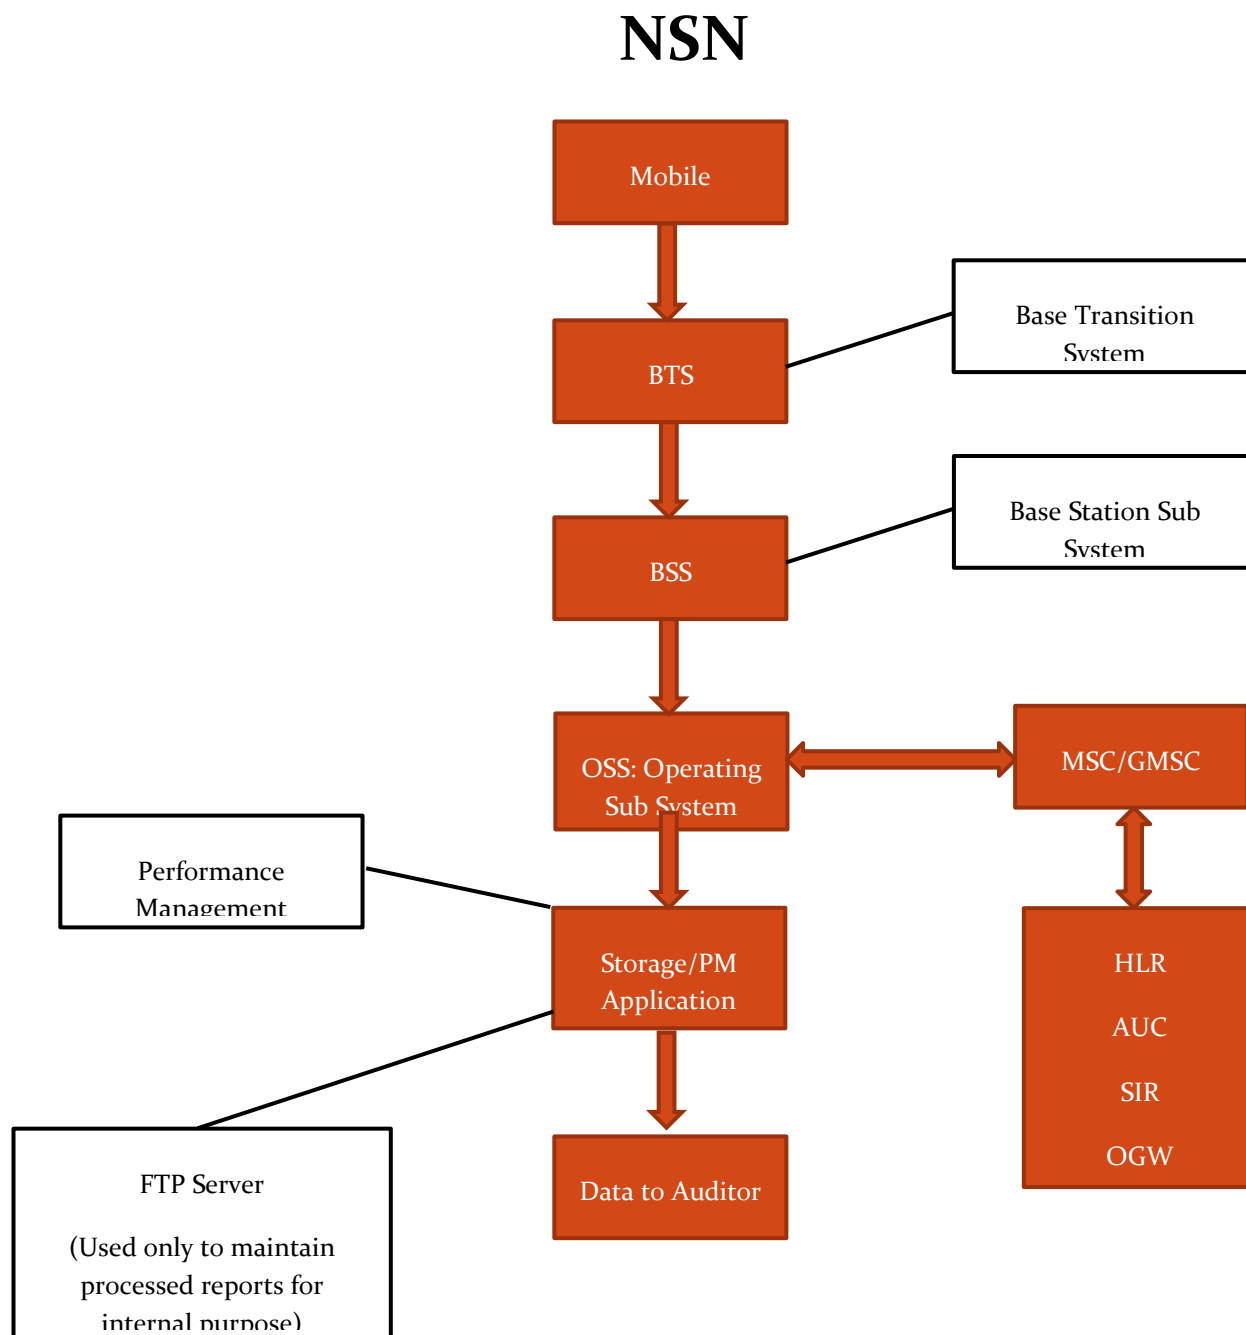 NSN
Mobile
Base Transition
System
BTS
Base Station Sub
System
BSS
OSS: Operating
Sub System
MSC/GMSC
Performance
Management
Storage/PM
Application
HLR
AUC
SIR
OGW
FTP Server
(Used only to maintain
processed reports for
internal purpose)
Data to Auditor